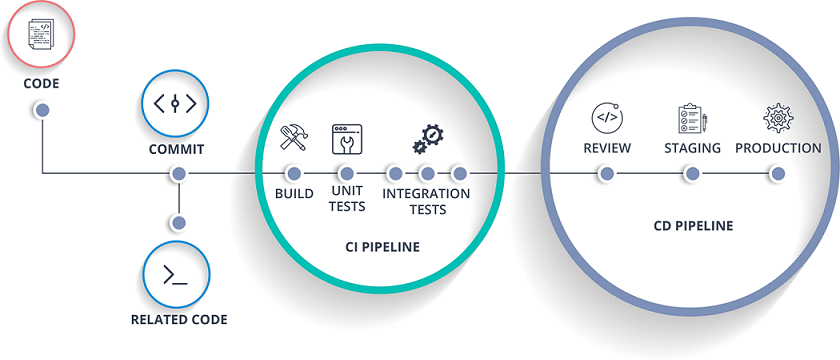 CODE
COMMIT
RELATED CODE
BUILD
UNIT
TESTS
INTEGRATION
TESTS
CI PIPELINE
REVIEW
STAGING
PRODUCTION
CD PIPELINE